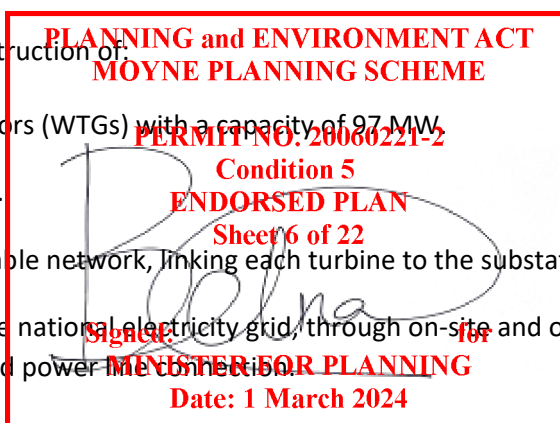 truction of:
PLANNING and ENVIRONMENT ACT
MOYNE PLANNING SCHEME
ors (WTGs) with a capacity of 97 MW.
PERMIT NO. 20060221-2
Condition 5
ENDORSED PLAN
Sheet 6 of 22
ble network, linking each turbine to the substat
e national electricity grid, through on-site and o
Signed: for
d power line connection.
MINISTER FOR PLANNING
Date: 1 March 2024